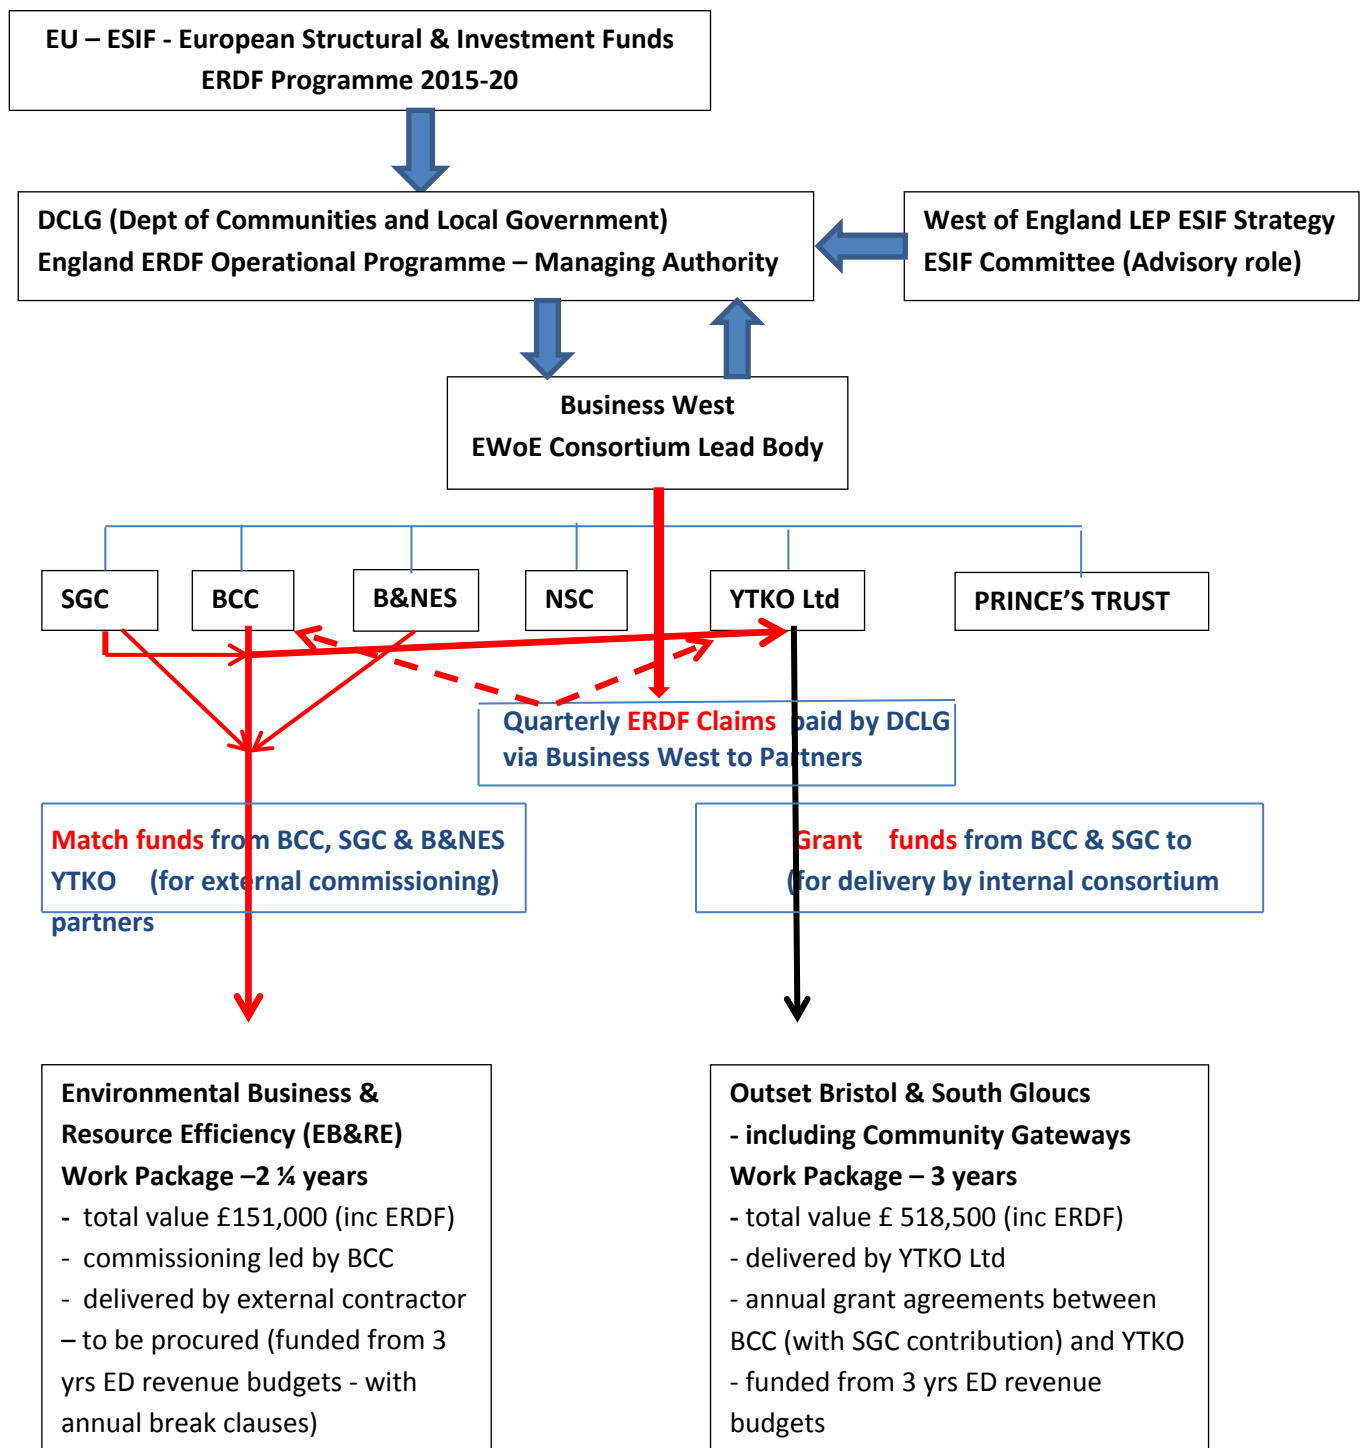 EU – ESIF - European Structural & Investment Funds
ERDF Programme 2015-20
DCLG (Dept of Communities and Local Government)
England ERDF Operational Programme – Managing Authority
West of England LEP ESIF Strategy
ESIF Committee (Advisory role)
Business West
EWoE Consortium Lead Body
SGC
BCC
B&NES
NSC
YTKO Ltd
PRINCE’S TRUST
Quarterly ERDF Claims paid by DCLG
via Business West to Partners
Match funds from BCC, SGC & B&NES
YTKO (for external commissioning)
partners
Grant funds from BCC & SGC to
(for delivery by internal consortium
Environmental Business &
Resource Efficiency (EB&RE)
Work Package –2 ¼ years
- total value £151,000 (inc ERDF)
- commissioning led by BCC
- delivered by external contractor
– to be procured (funded from 3
yrs ED revenue budgets - with
annual break clauses)
Outset Bristol & South Gloucs
- including Community Gateways
Work Package – 3 years
- total value £ 518,500 (inc ERDF)
- delivered by YTKO Ltd
- annual grant agreements between
BCC (with SGC contribution) and YTKO
- funded from 3 yrs ED revenue
budgets